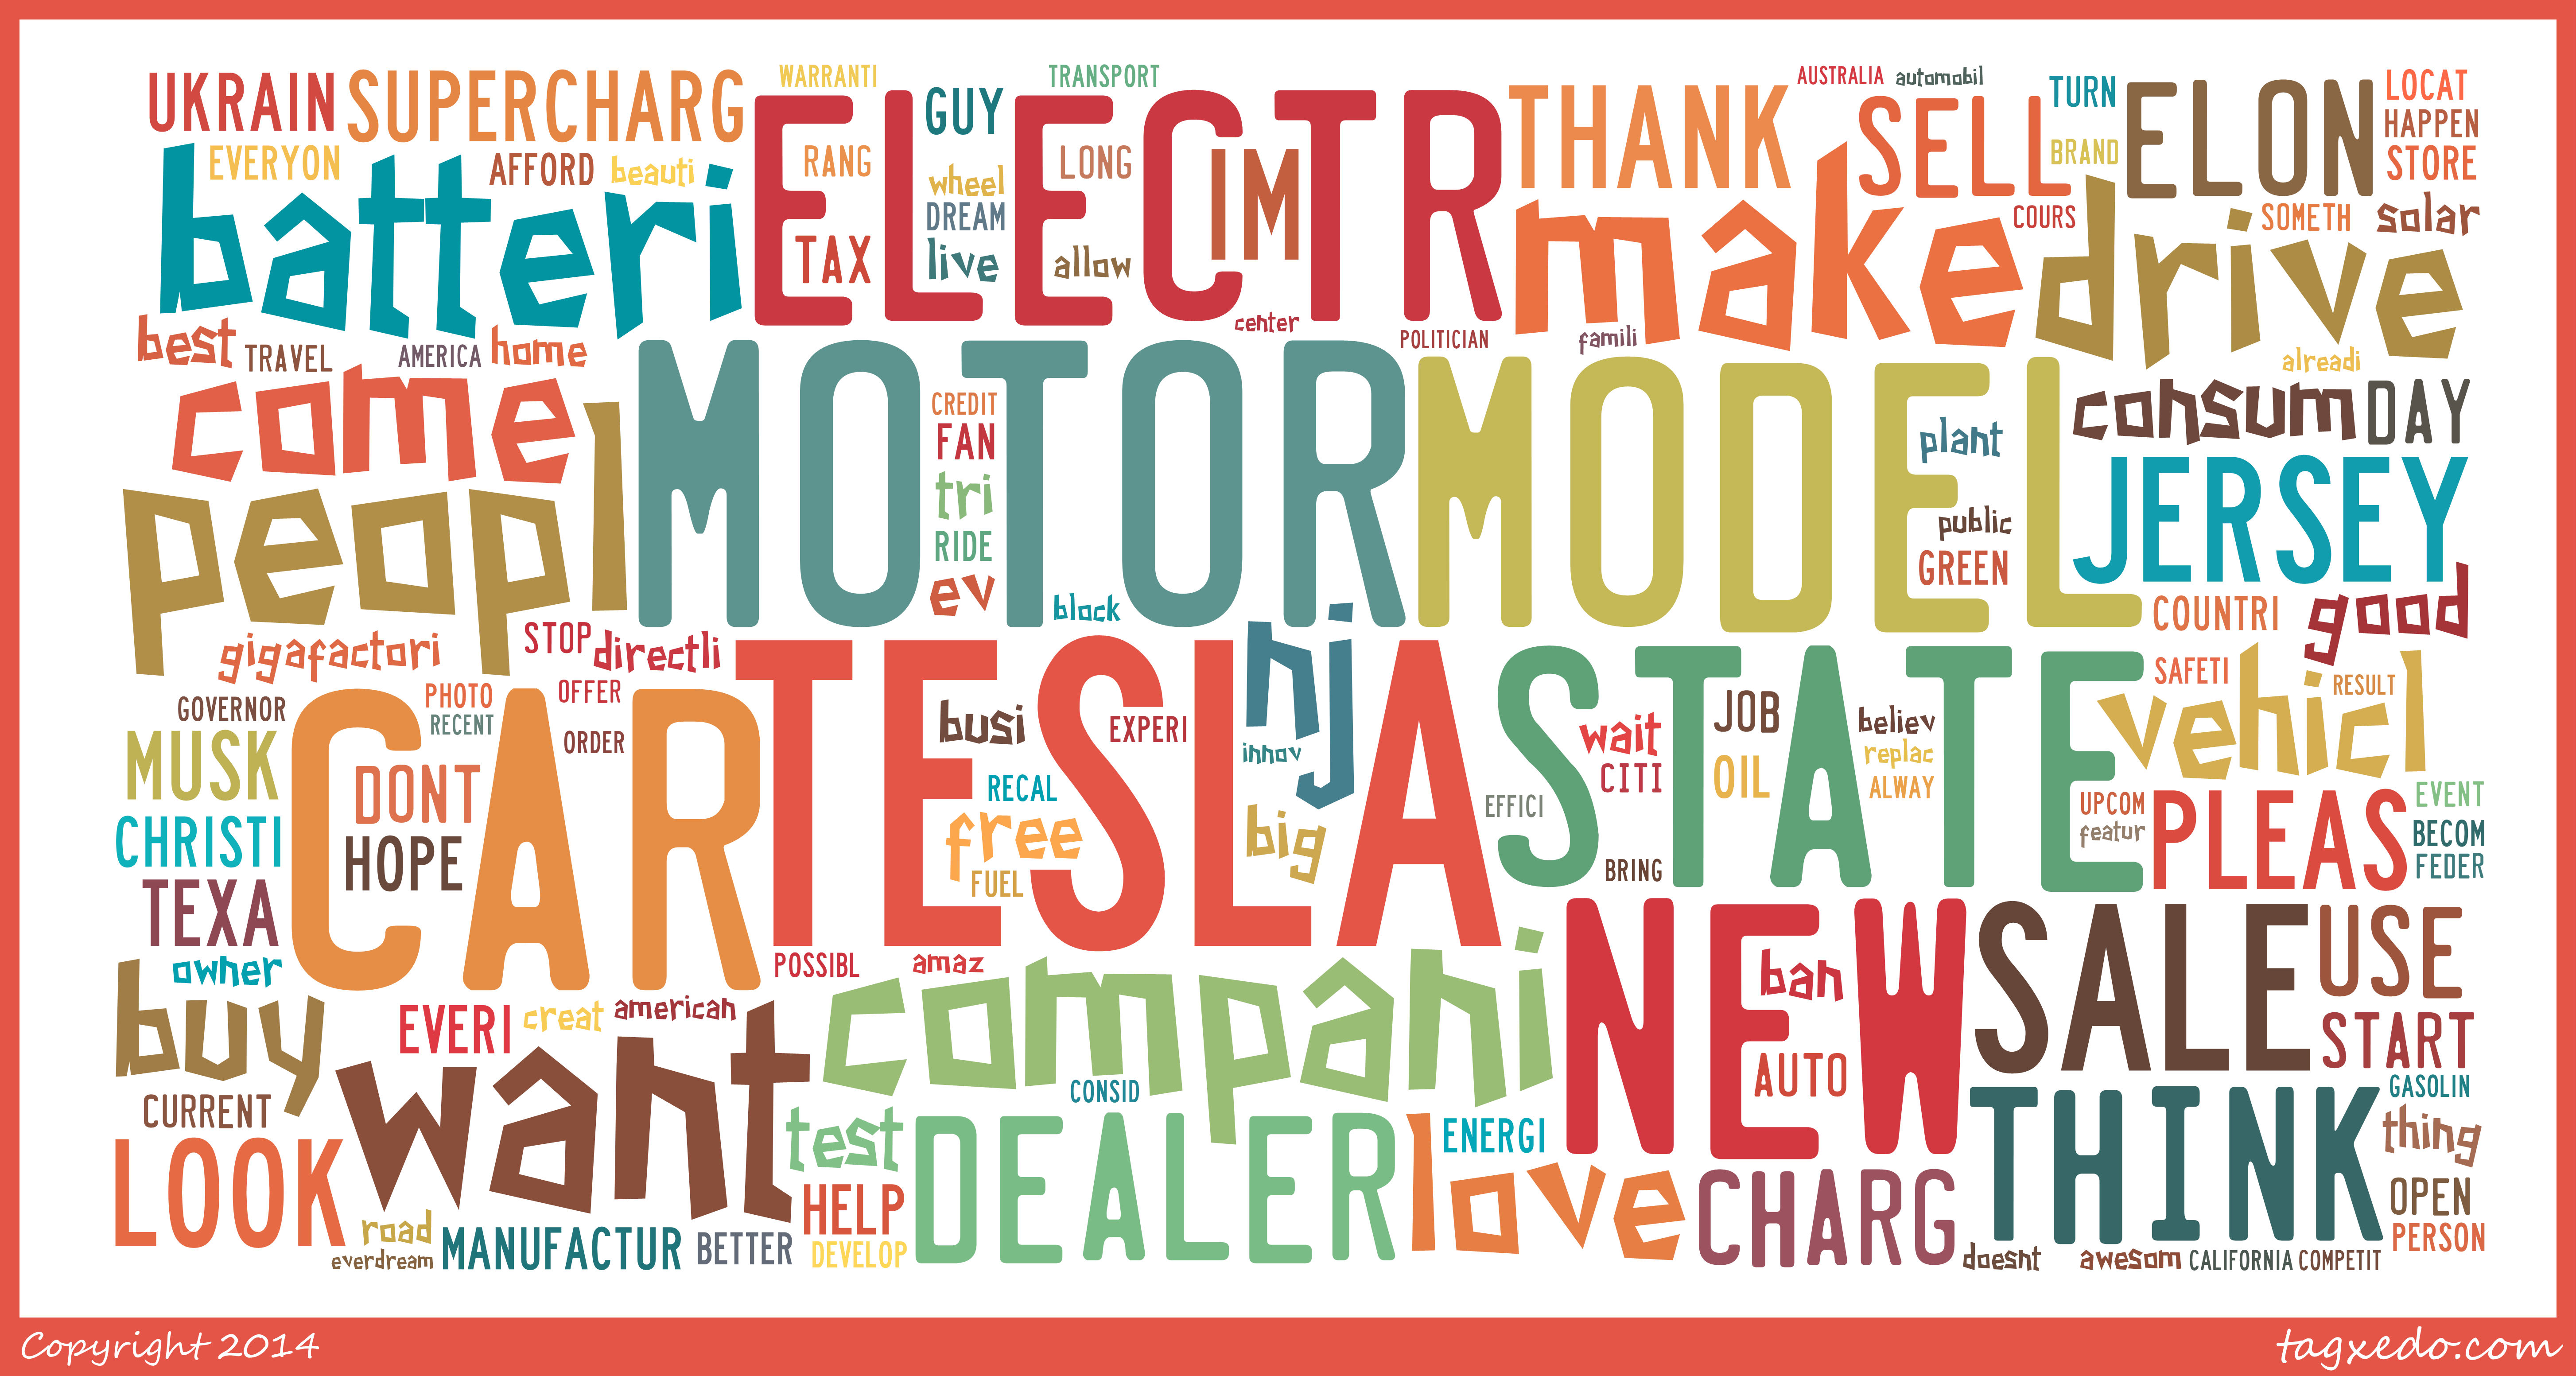 UKRAIN SUPERCHARG WARRANTI GUY TRANSPORT THANK AUSTRALIA automobil TURN ELON LOCAT
HAPPEN
EVERYON AFFORD beauti ELECTR RANG wheel LONG IM SELL BRAND STORE
batteri TAX DREAM live allow make COURS drive SOMETH solar
best TRAVEL AMERICA home center POLITICIAN famili alreadi
come MOTOR CREDIT FAN MODEL plant consum DAY
peopl tri RIDE ev block public GREEN JERSEY
gigafactori STOP directli nj COUNTRI good
GOVERNOR PHOTO RECENT OFFER ORDER TESLA busi EXPERI innov STATE wait JOB believ SAFETI vehicl RESULT
MUSK CAR DONT RECAL CITI OIL replac ALWAY UPCOM EVENT
CHRISTI HOPE free FUEL big EFFICI BRING featur PLEAS BECOM
FEDER
TEXA owner POSSIBL amaz NEW ban SALE USE
buy EVERI creat american compani AUTO START
CURRENT want CONSID GASOLIN
LOOK test DEALER love ENERGI THINK thing
HELP CHARG OPEN
road everdream MANUFACTUR BETTER DEVELOP doesnt awesom CALIFORNIA COMPETIT PERSON
Copyright 2014 tagxedo.com